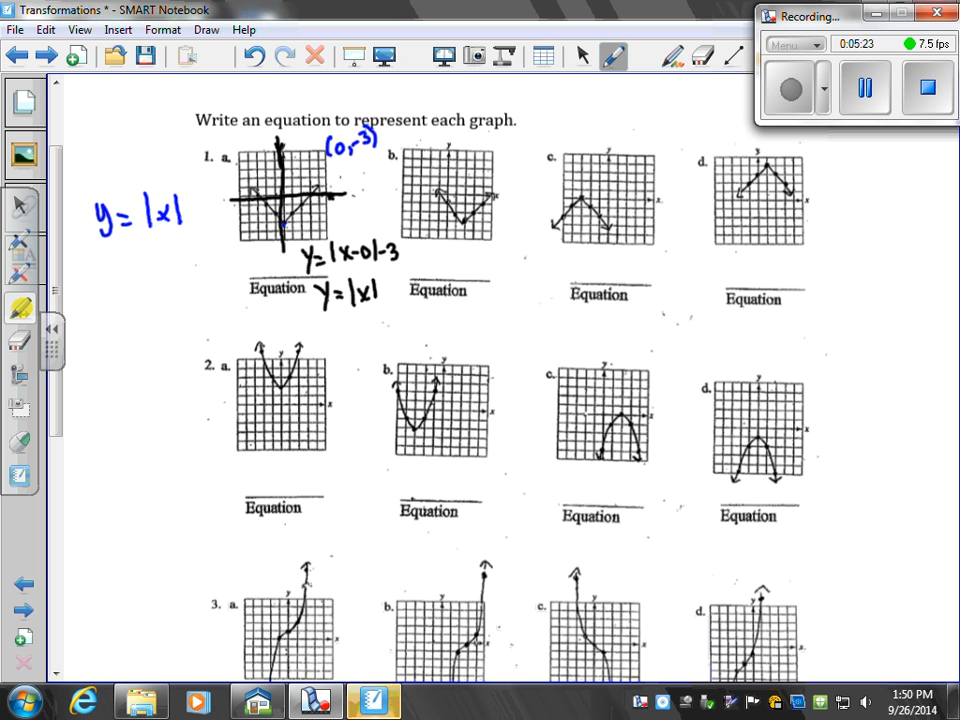 Transformations * - SMART Notebook
Recording...
File Edit View Insert Format Draw Help
Menu
0:05:23
7.5 fps
Write an equation to represent each graph.
1. a.
(0,-3)
b.
c.
d.
y
y
y
x
x
x
y = |x|
y = |x-0|-3
Equation
y = |x|
Equation
Equation
Equation
2. a.
b.
c.
d.
y
y
y
y
x
x
x
x
Equation
Equation
Equation
Equation
3. a.
b.
c.
d.
y
y
y
y
x
x
x
x
1:50 PM
9/26/2014